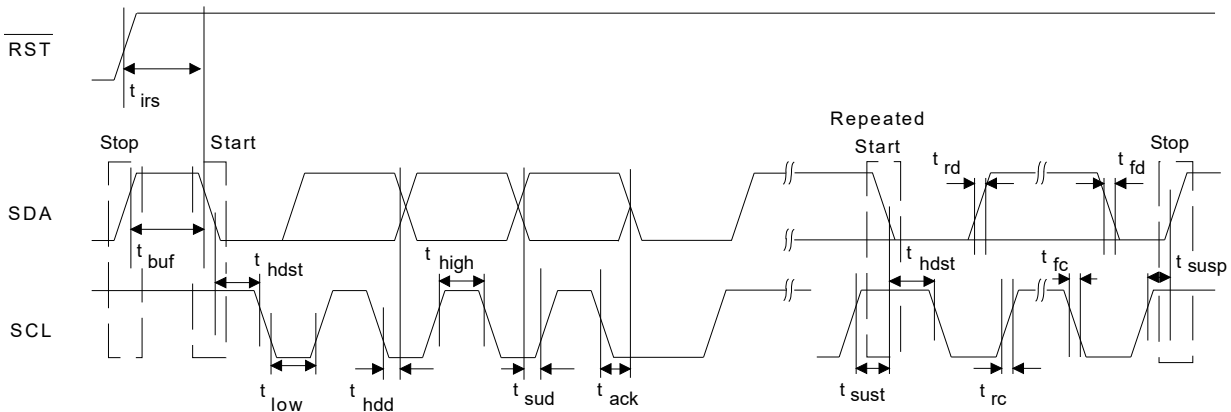 RST
t irs
Repeated
Stop Start Start Stop
t rd t fd
SDA
t buf t hdst t high t hdst t fc t susp
SCL
t low t hdd t sud t ack t sust t rc